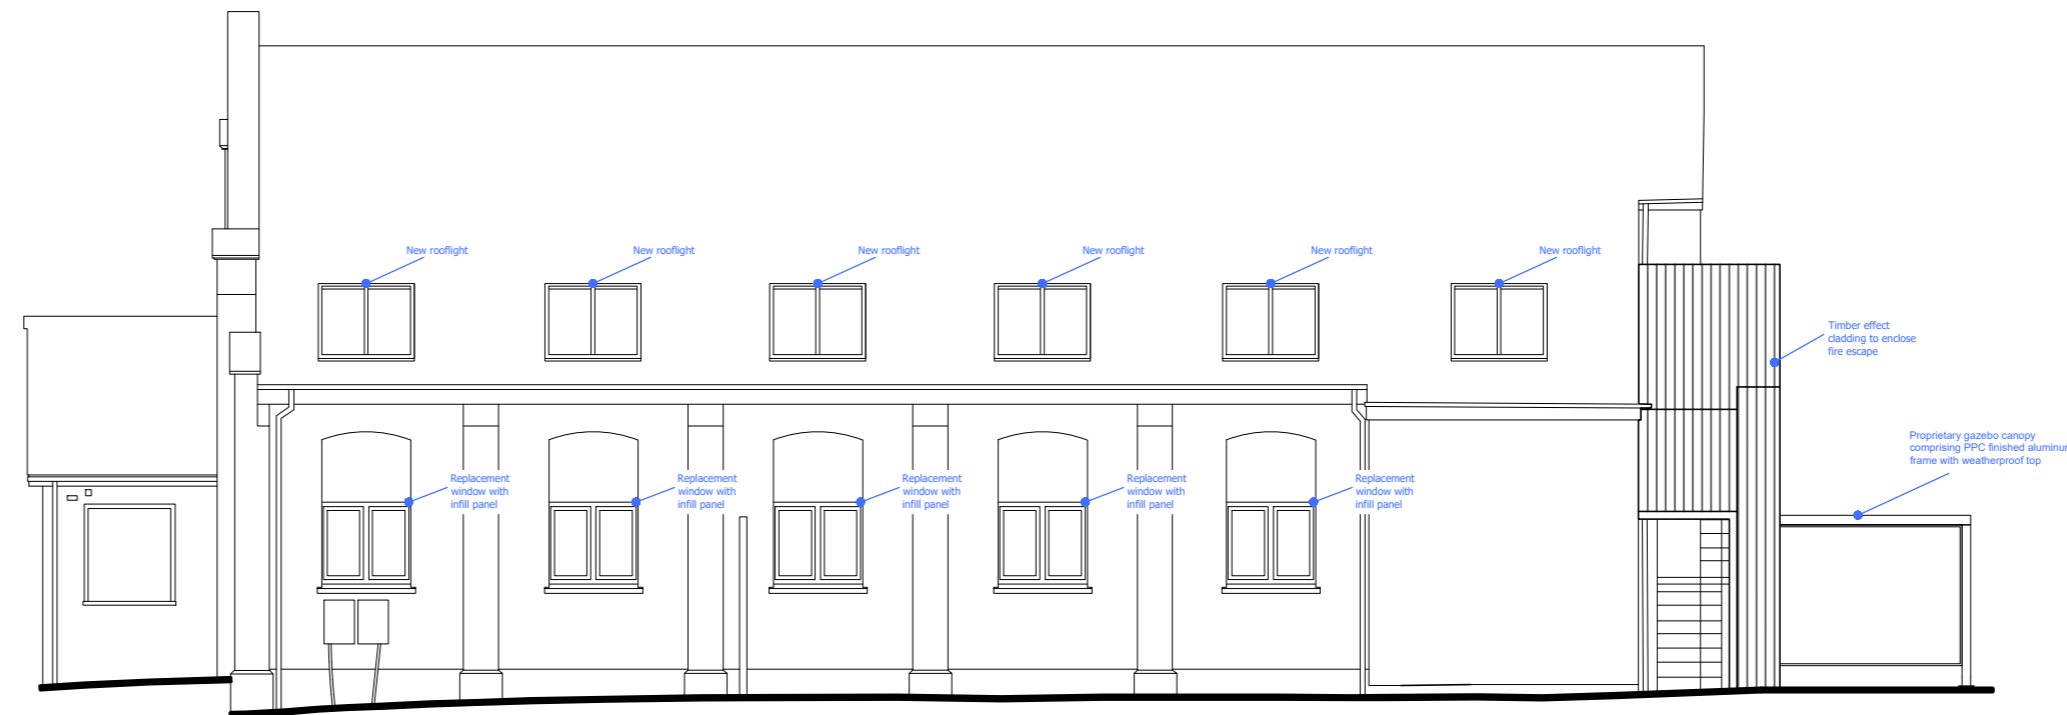 New rooflight
New rooflight
New rooflight
New rooflight
New rooflight
New rooflight
Timber effect
cladding to enclose
fire escape
Proprietary gazebo canopy
comprising PPC finished aluminum
frame with weatherproof top
Replacement
window with
infill panel
Replacement
window with
infill panel
Replacement
window with
infill panel
Replacement
window with
infill panel
Replacement
window with
infill panel